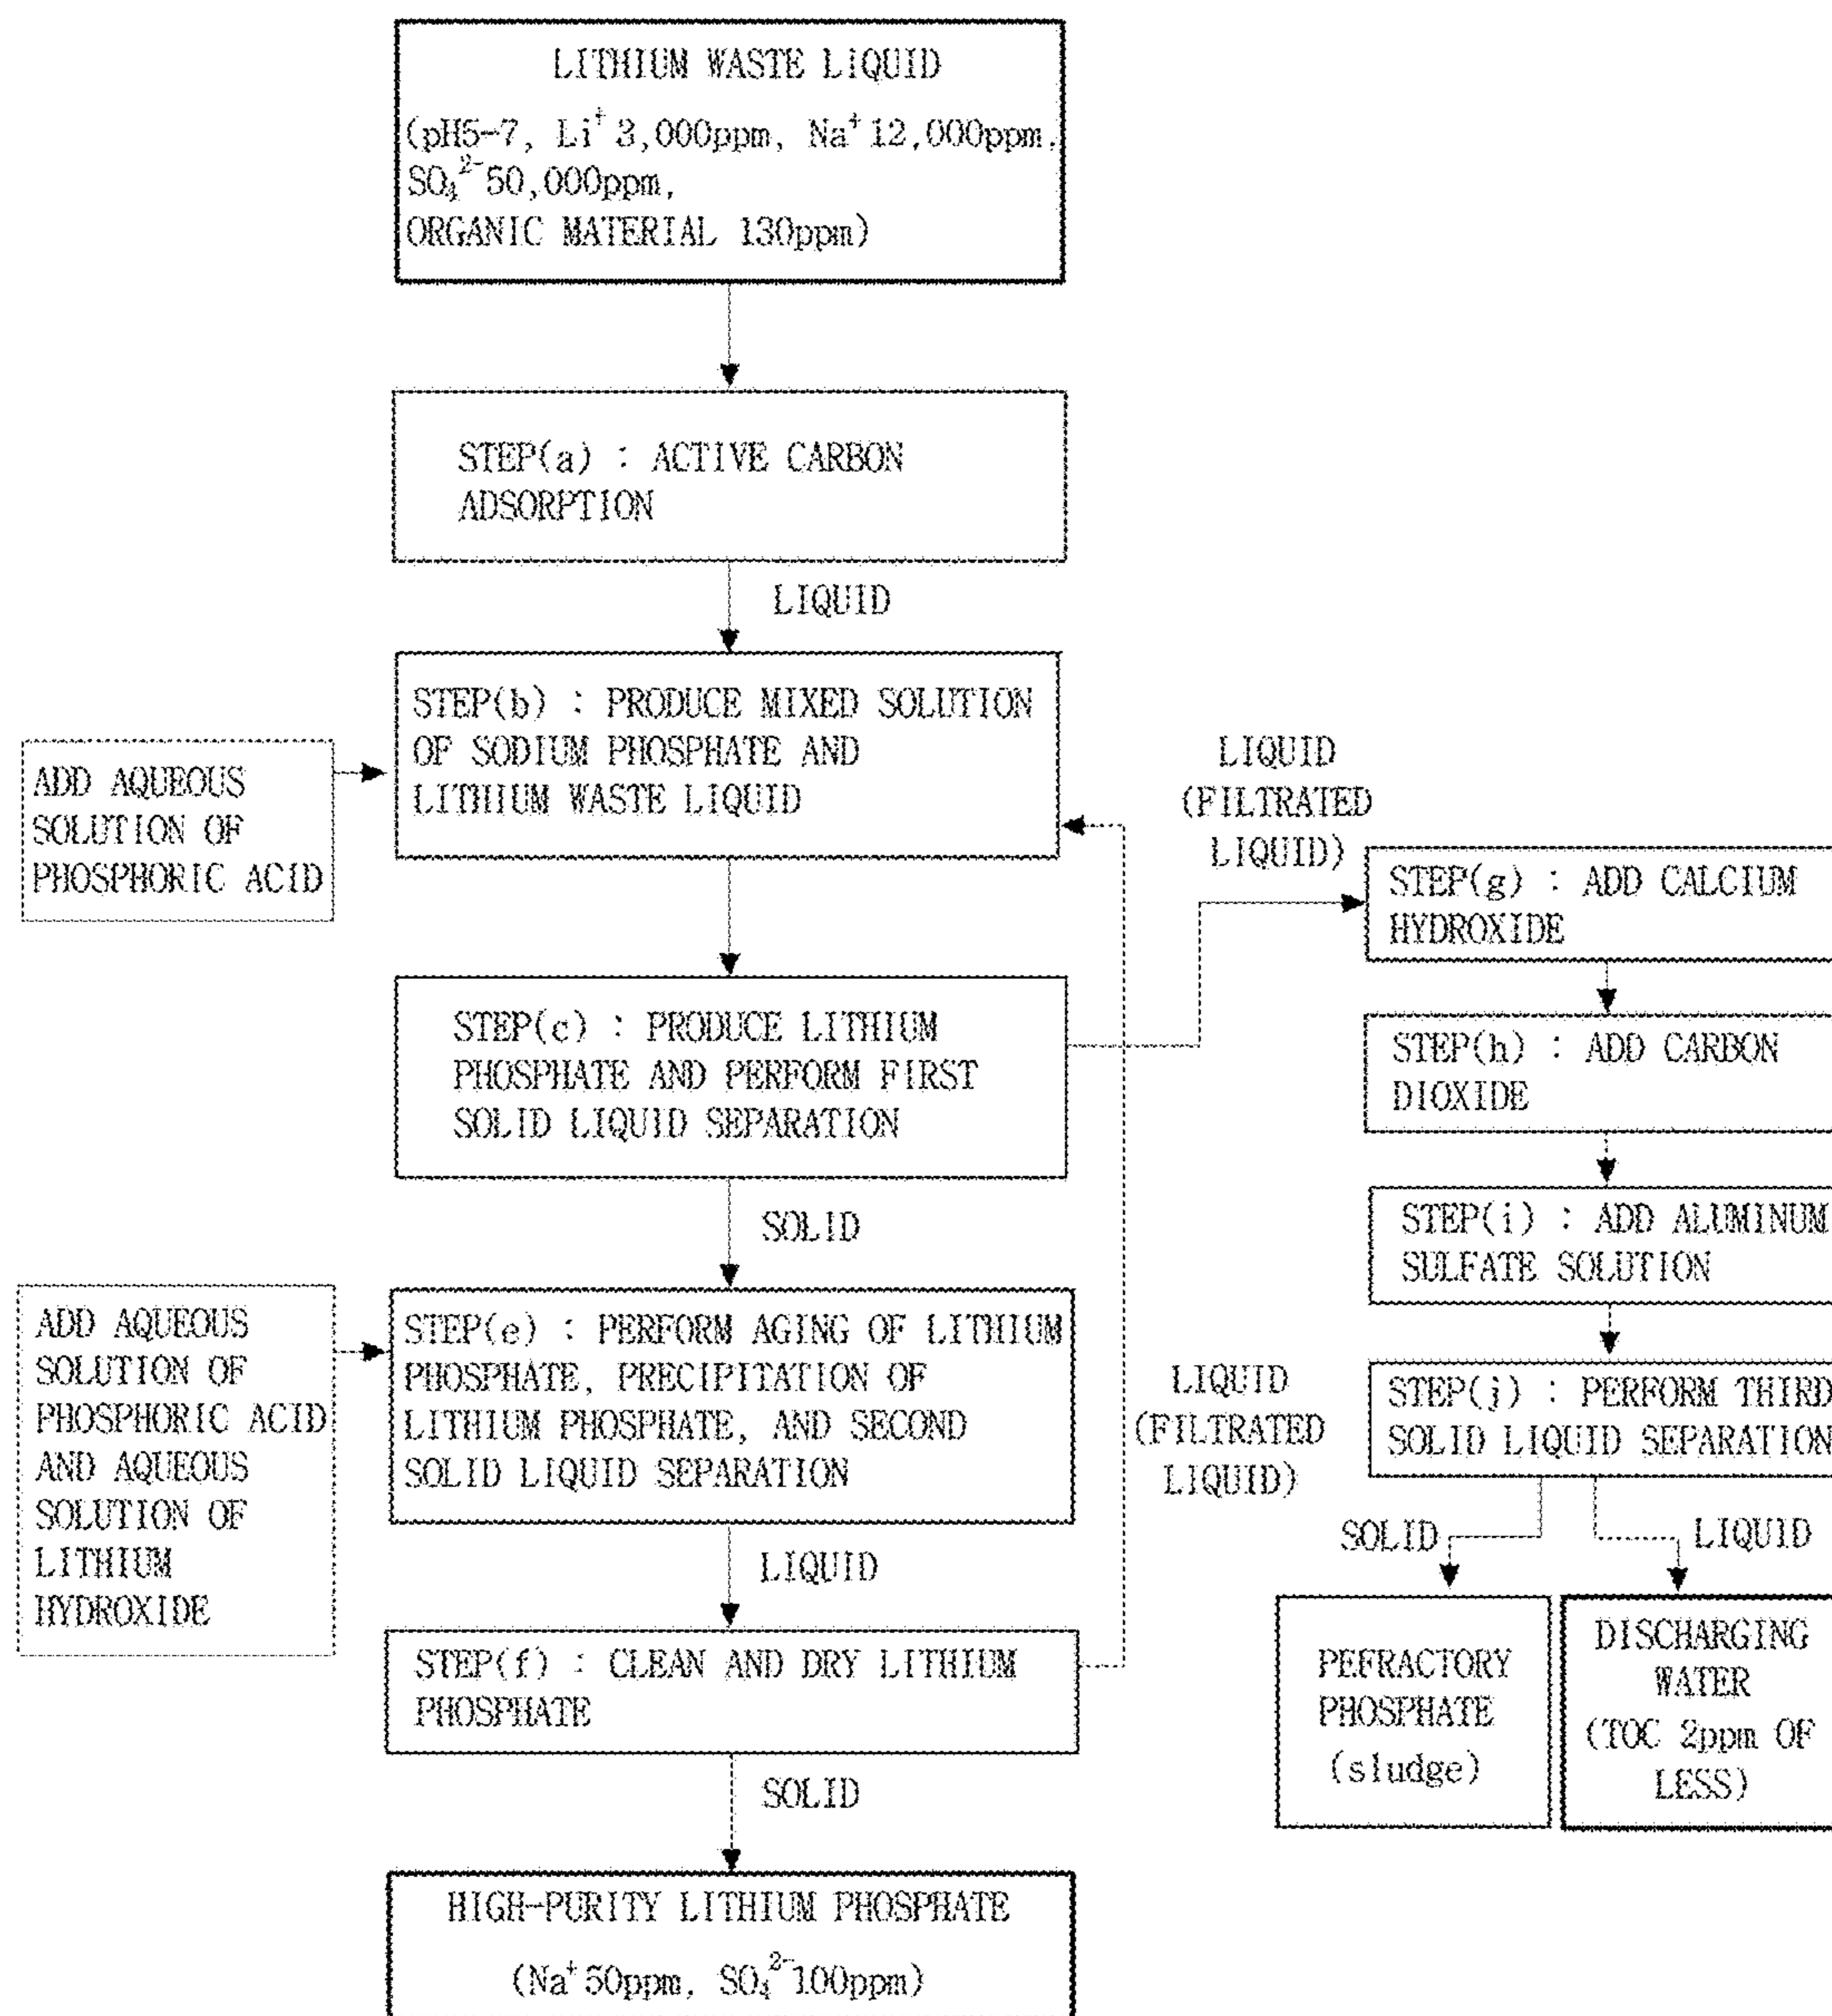 LITHIUM WASTE LIQUID
(pH5-7, Li⁺ 3,000ppm, Na⁺ 12,000ppm,
SO₄²⁻ 50,000ppm,
ORGANIC MATERIAL 130ppm)
STEP(a) : ACTIVE CARBON
ADSORPTION
LIQUID
STEP(b) : PRODUCE MIXED SOLUTION
OF SODIUM PHOSPHATE AND
LITHIUM WASTE LIQUID
ADD AQUEOUS
SOLUTION OF
PHOSPHORIC ACID
STEP(c) : PRODUCE LITHIUM
PHOSPHATE AND PERFORM FIRST
SOLID LIQUID SEPARATION
SOLID
ADD AQUEOUS
SOLUTION OF
PHOSPHORIC ACID
AND AQUEOUS
SOLUTION OF
LITHIUM
HYDROXIDE
STEP(e) : PERFORM AGING OF LITHIUM
PHOSPHATE, PRECIPITATION OF
LITHIUM PHOSPHATE, AND SECOND
SOLID LIQUID SEPARATION
LIQUID
STEP(f) : CLEAN AND DRY LITHIUM
PHOSPHATE
SOLID
HIGH-PURITY LITHIUM PHOSPHATE
(Na⁺ 50ppm, SO₄²⁻ 100ppm)
LIQUID
(FILTRATED
LIQUID)
LIQUID
(FILTRATED
LIQUID)
STEP(g) : ADD CALCIUM
HYDROXIDE
STEP(h) : ADD CARBON
DIOXIDE
STEP(i) : ADD ALUMINUM
SULFATE SOLUTION
STEP(j) : PERFORM THIRD
SOLID LIQUID SEPARATION
SOLID
LIQUID
PEFRACTORY
PHOSPHATE
(sludge)
DISCHARGING
WATER
(TOC 2ppm OF
LESS)